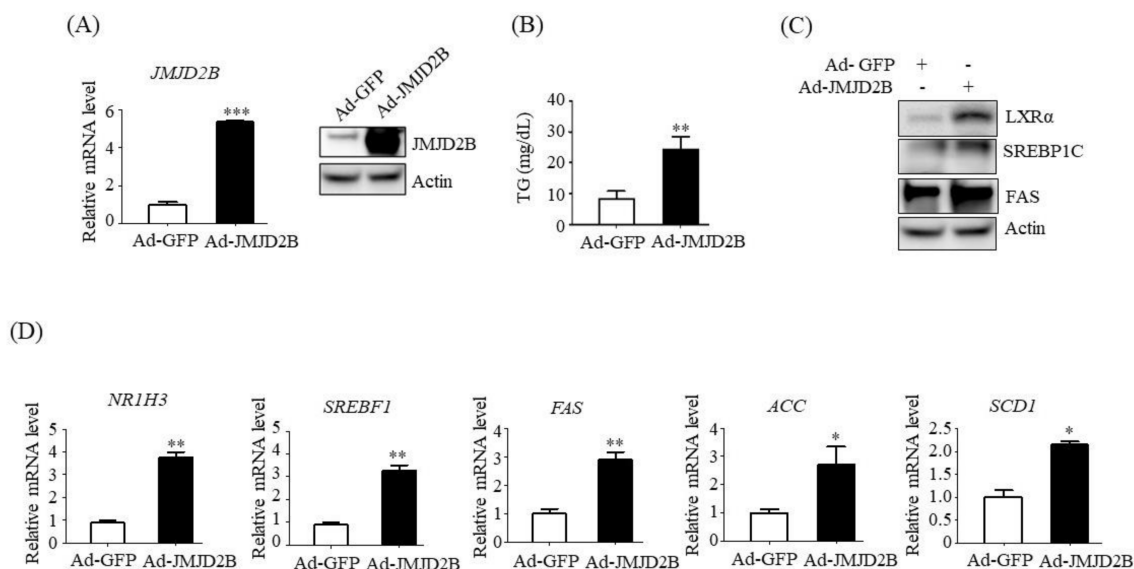 (A)
JMJD2B
Relative mRNA level
6
4
2
0
***
Ad-GFP Ad-JMJD2B
Ad-GFP
Ad-JMJD2B
JMJD2B
Actin
(B)
TG (mg/dL)
40
30
20
10
0
**
Ad-GFP Ad-JMJD2B
(C)
Ad- GFP + -
Ad-JMJD2B - +
LXRα
SREBP1C
FAS
Actin
(D)
NR1H3
Relative mRNA level
5
4
3
2
1
0
**
Ad-GFP Ad-JMJD2B
SREBF1
Relative mRNA level
5
4
3
2
1
0
**
Ad-GFP Ad-JMJD2B
FAS
Relative mRNA level
4
3
2
1
0
**
Ad-GFP Ad-JMJD2B
ACC
Relative mRNA level
4
3
2
1
0
*
Ad-GFP Ad-JMJD2B
SCD1
Relative mRNA level
2.5
2.0
1.5
1.0
0.5
0.0
*
Ad-GFP Ad-JMJD2B